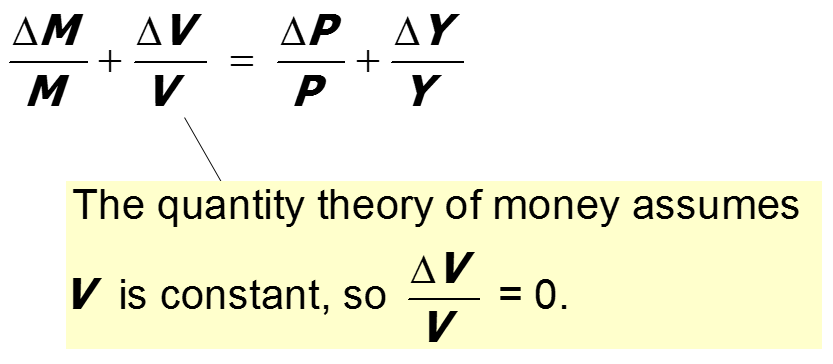 ΔM/M + ΔV/V = ΔP/P + ΔY/Y
The quantity theory of money assumes
V is constant, so ΔV/V = 0.